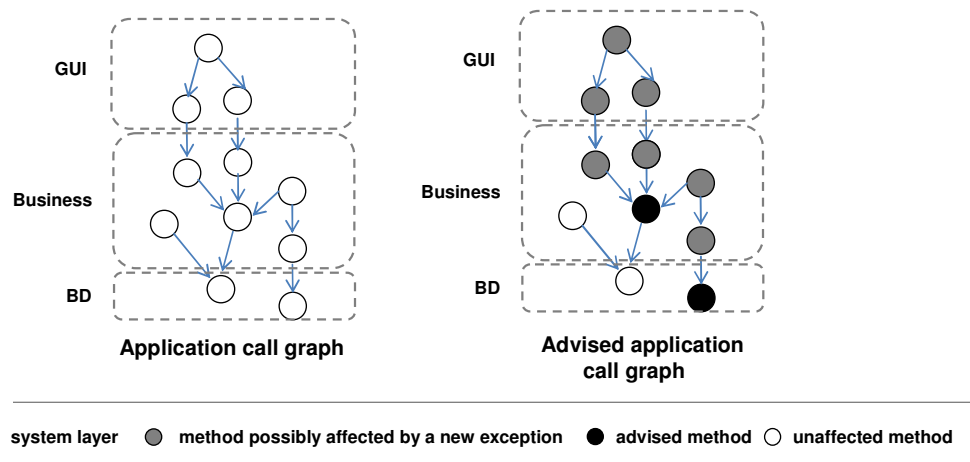 GUI
Business
BD
Application call graph
GUI
Business
BD
Advised application
call graph
system layer method possibly affected by a new exception advised method unaffected method